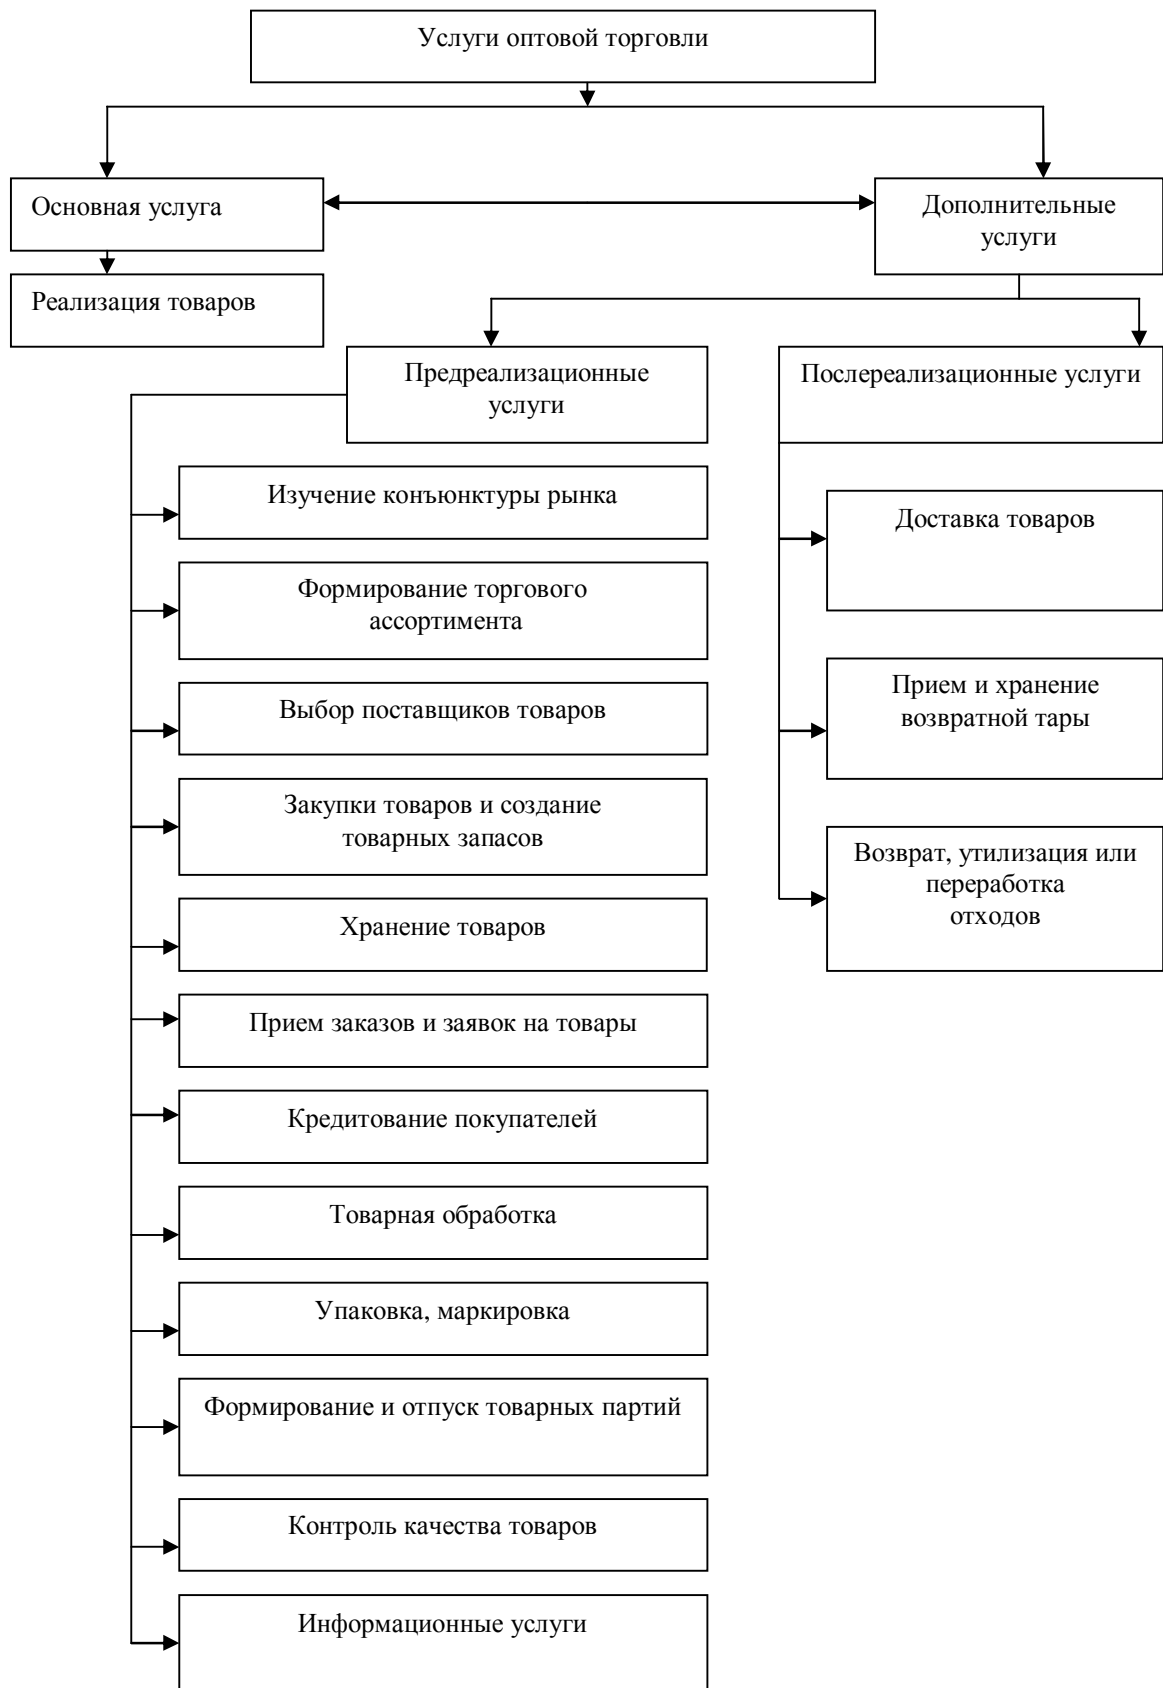 Услуги оптовой торговли
Основная услуга
Дополнительные
услуги
Реализация товаров
Предреализационные
услуги
Послереализационные услуги
Изучение конъюнктуры рынка
Формирование торгового
ассортимента
Выбор поставщиков товаров
Закупки товаров и создание
товарных запасов
Хранение товаров
Прием заказов и заявок на товары
Кредитование покупателей
Товарная обработка
Упаковка, маркировка
Формирование и отпуск товарных партий
Контроль качества товаров
Информационные услуги
Доставка товаров
Прием и хранение
возвратной тары
Возврат, утилизация или
переработка
отходов